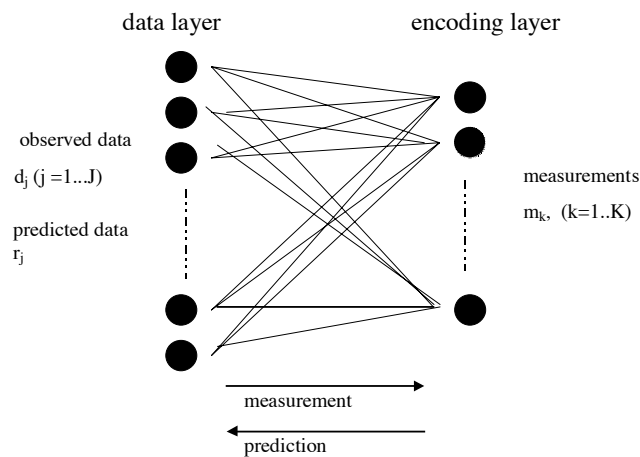 data layer
encoding layer
observed data
d_j (j =1...J)
predicted data
r_j
measurements
m_k, (k=1..K)
measurement
prediction